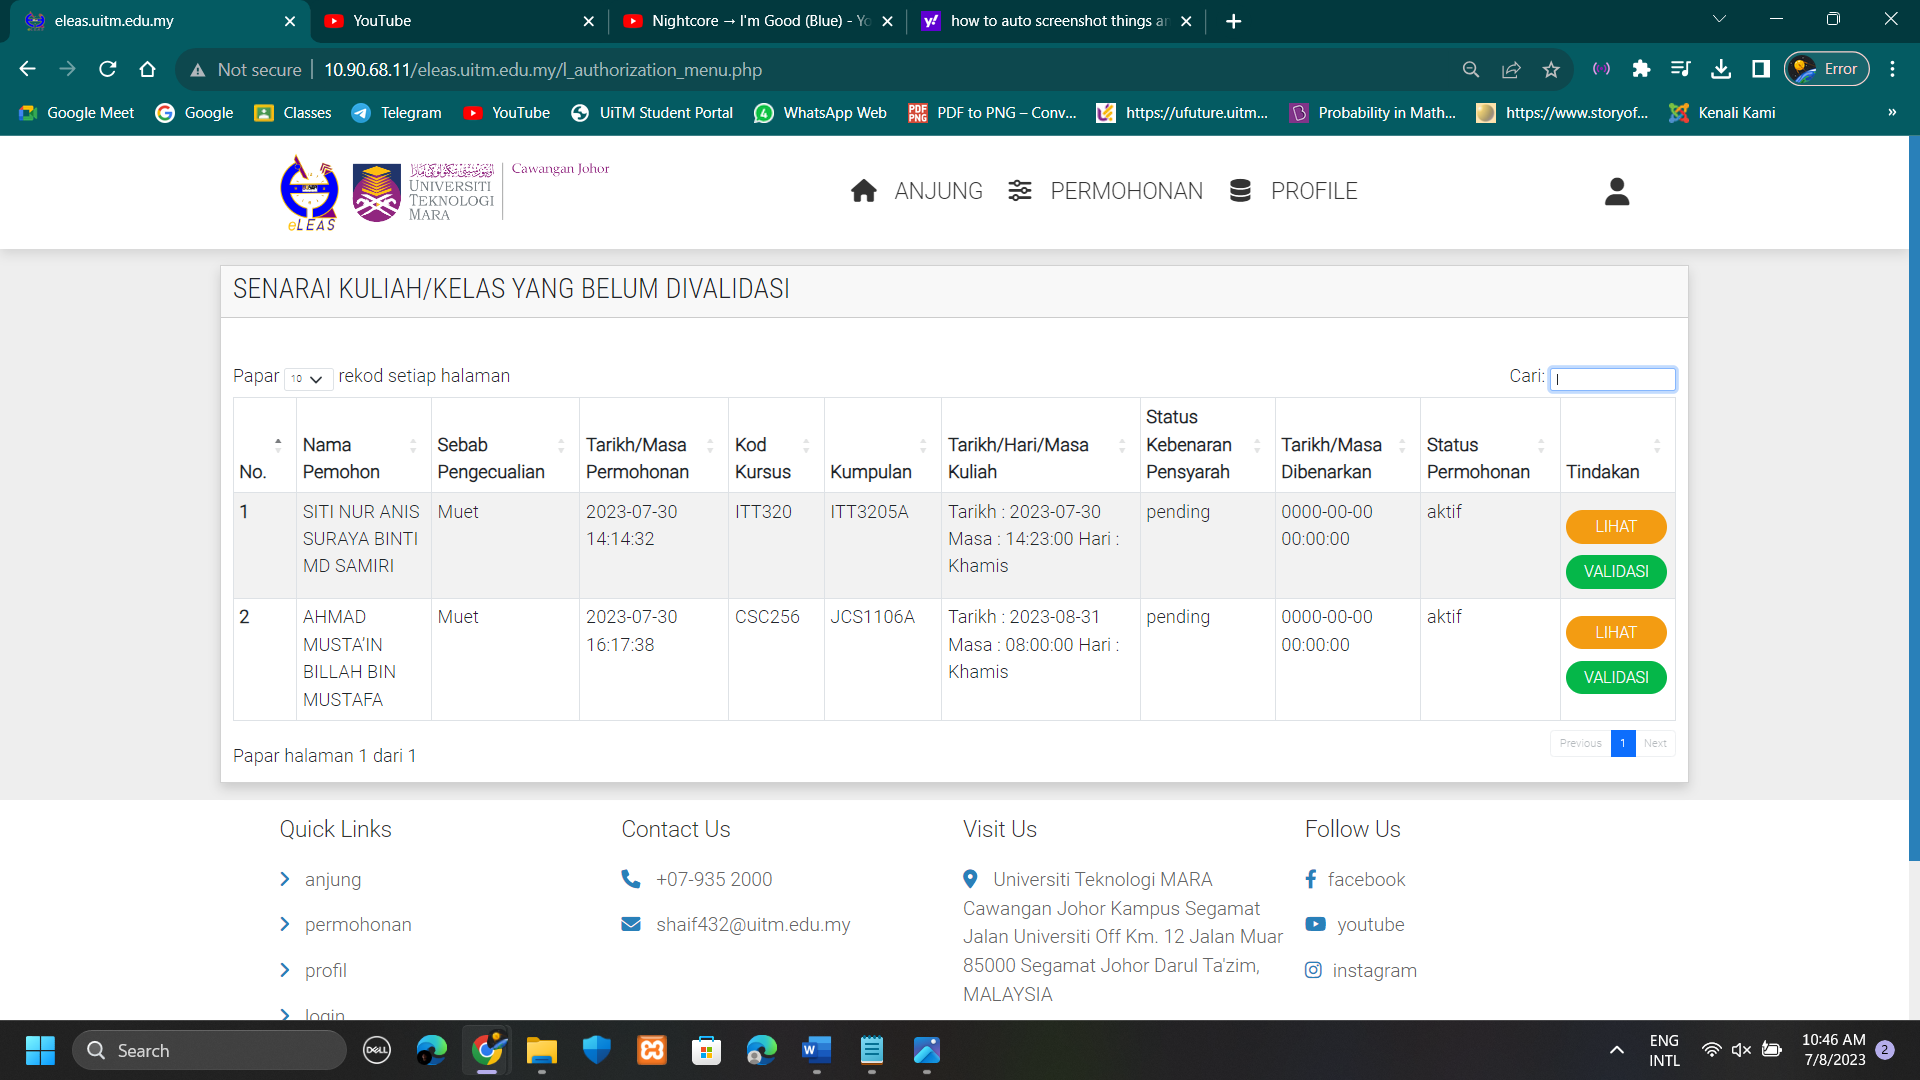 eleas.uitm.edu.my
YouTube
Nightcore → I'm Good (Blue) - Yo
how to auto screenshot things ar
Not secure
10.90.68.11/eleas.uitm.edu.my/l_authorization_menu.php
Error
Google Meet
Google
Classes
Telegram
YouTube
UiTM Student Portal
WhatsApp Web
PDF to PNG – Conv...
https://ufuture.uitm...
Probability in Math...
https://www.storyof...
Kenali Kami
»
eLEAS
UNIVERSITI
TEKNOLOGI
MARA
Cawangan Johor
ANJUNG
PERMOHONAN
PROFILE
SENARAI KULIAH/KELAS YANG BELUM DIVALIDASI
Papar 10 rekod setiap halaman
Cari:
No.
Nama
Pemohon
Sebab
Pengecualian
Tarikh/Masa
Permohonan
Kod
Kursus
Kumpulan
Tarikh/Hari/Masa
Kuliah
Status
Kebenaran
Pensyarah
Tarikh/Masa
Dibenarkan
Status
Permohonan
Tindakan
1
SITI NUR ANIS
SURAYA BINTI
MD SAMIRI
Muet
2023-07-30
14:14:32
ITT320
ITT3205A
Tarikh : 2023-07-30
Masa : 14:23:00 Hari :
Khamis
pending
0000-00-00
00:00:00
aktif
LIHAT
VALIDASI
2
AHMAD
MUSTA'IN
BILLAH BIN
MUSTAFA
Muet
2023-07-30
16:17:38
CSC256
JCS1106A
Tarikh : 2023-08-31
Masa : 08:00:00 Hari :
Khamis
pending
0000-00-00
00:00:00
aktif
LIHAT
VALIDASI
Papar halaman 1 dari 1
Previous
1
Next
Quick Links
anjung
permohonan
profil
login
Contact Us
+07-935 2000
shaif432@uitm.edu.my
Visit Us
Universiti Teknologi MARA
Cawangan Johor Kampus Segamat
Jalan Universiti Off Km. 12 Jalan Muar
85000 Segamat Johor Darul Ta'zim,
MALAYSIA
Follow Us
facebook
youtube
instagram
Search
DELL
ENG
INTL
10:46 AM
7/8/2023
2